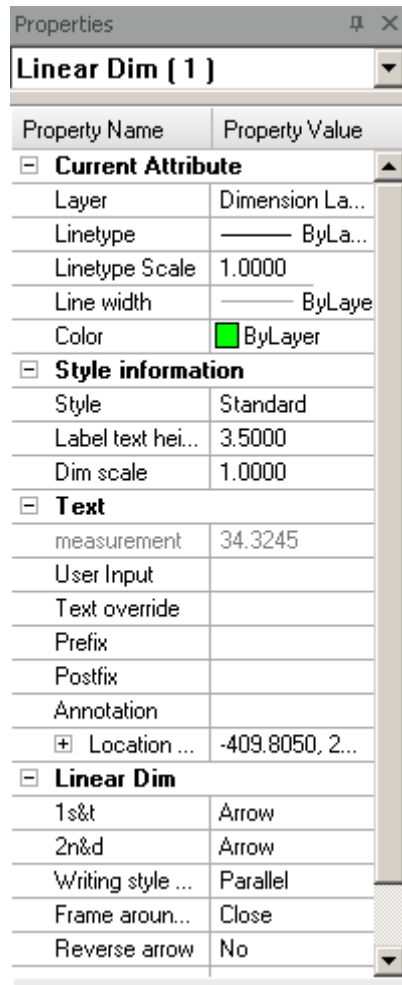 Properties
Linear Dim ( 1 )
Property Name Property Value
Current Attribute
Layer Dimension La...
Linetype ByLa...
Linetype Scale 1.0000
Line width ByLaye
Color ByLayer
Style information
Style Standard
Label text hei... 3.5000
Dim scale 1.0000
Text
measurement 34.3245
User Input
Text override
Prefix
Postfix
Annotation
Location ... -409.8050, 2...
Linear Dim
1s&t Arrow
2n&d Arrow
Writing style ... Parallel
Frame aroun... Close
Reverse arrow No